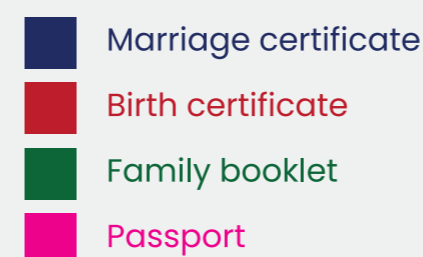 Marriage certificate
Birth certificate
Family booklet
Passport